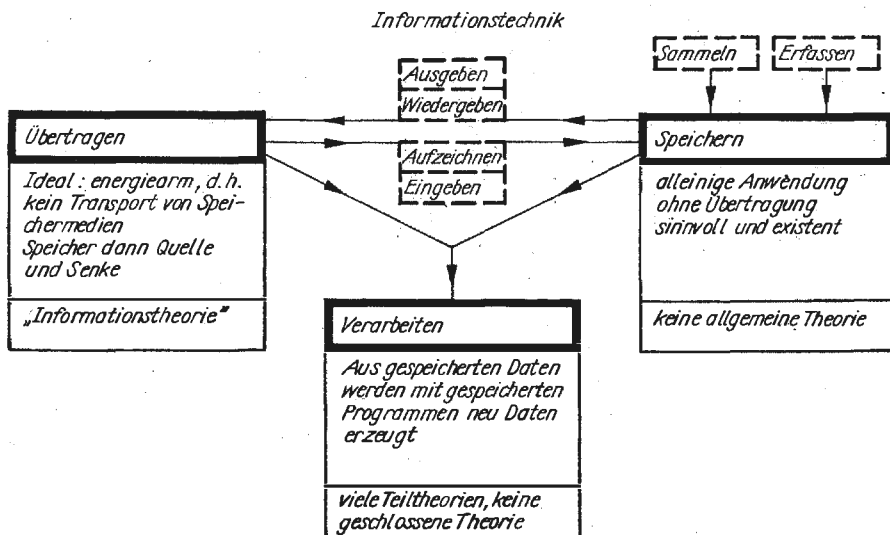 Informationstechnik
Sammeln
Erfassen
Ausgeben
Wiedergeben
Übertragen
Aufzeichnen
Eingeben
Speichern
Ideal: energiearm, d.h.
kein Transport von Spei-
chermedien
Speicher dann Quelle
und Senke
„Informationstheorie”
alleinige Anwendung
ohne Übertragung
sinnvoll und existent
keine allgemeine Theorie
Verarbeiten
Aus gespeicherten Daten
werden mit gespeicherten
Programmen neu Daten
erzeugt
viele Teiltheorien, keine
geschlossene Theorie